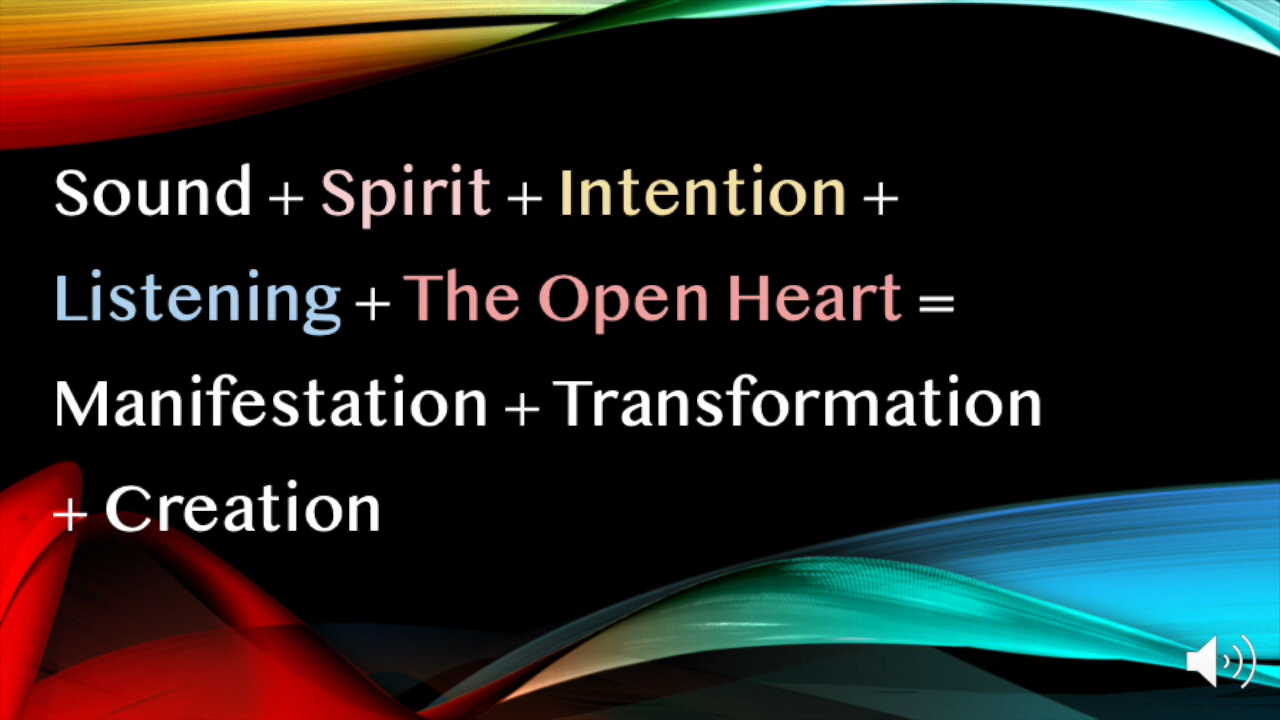 Sound + Spirit + Intention +
Listening + The Open Heart =
Manifestation + Transformation
+ Creation